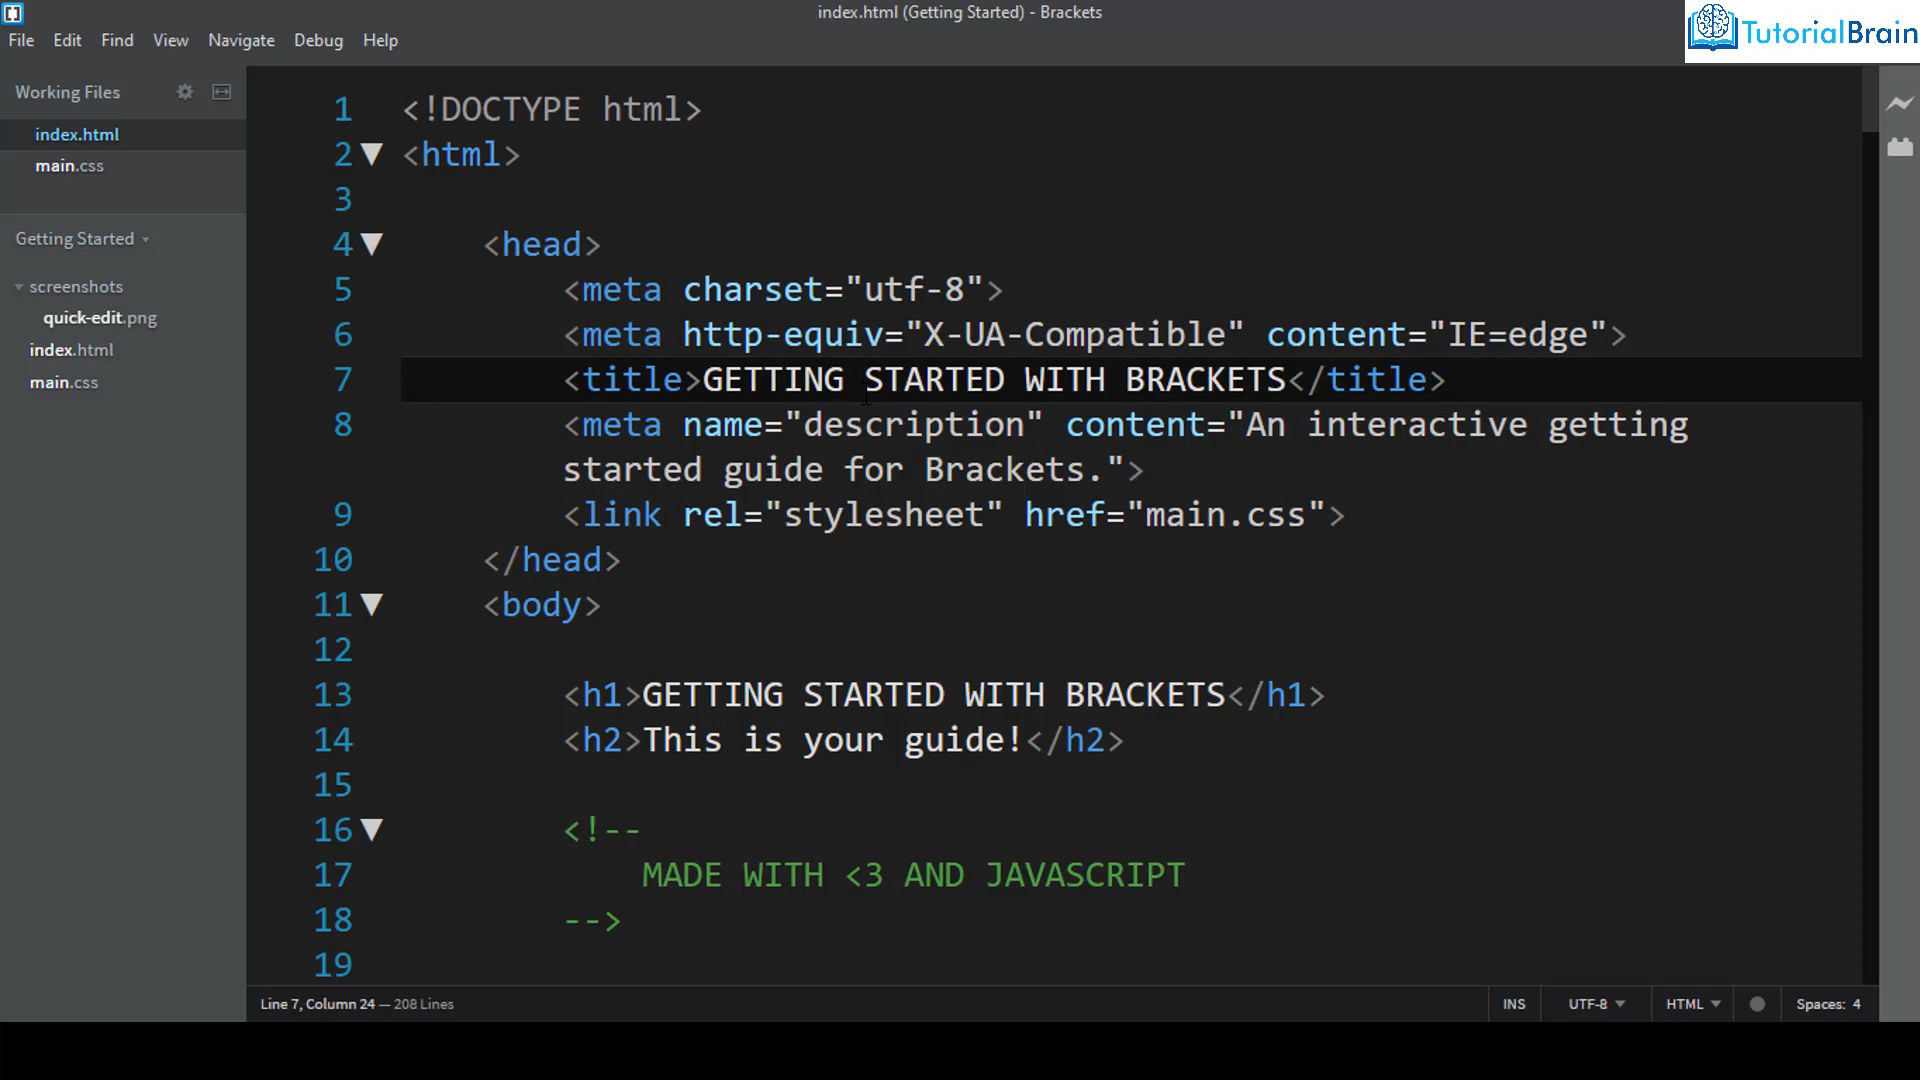 index.html (Getting Started) - Brackets
TutorialBrain
File Edit Find View Navigate Debug Help
Working Files
index.html
main.css
Getting Started
screenshots
quick-edit.png
index.html
main.css
1 <!DOCTYPE html>
2 <html>
3
4 <head>
5 <meta charset="utf-8">
6 <meta http-equiv="X-UA-Compatible" content="IE=edge">
7 <title>GETTING STARTED WITH BRACKETS</title>
8 <meta name="description" content="An interactive getting
started guide for Brackets.">
9 <link rel="stylesheet" href="main.css">
10 </head>
11 <body>
12
13 <h1>GETTING STARTED WITH BRACKETS</h1>
14 <h2>This is your guide!</h2>
15
16 <!--
17 MADE WITH <3 AND JAVASCRIPT
18 -->
19
Line 7, Column 24 — 208 Lines
INS UTF-8 HTML Spaces: 4